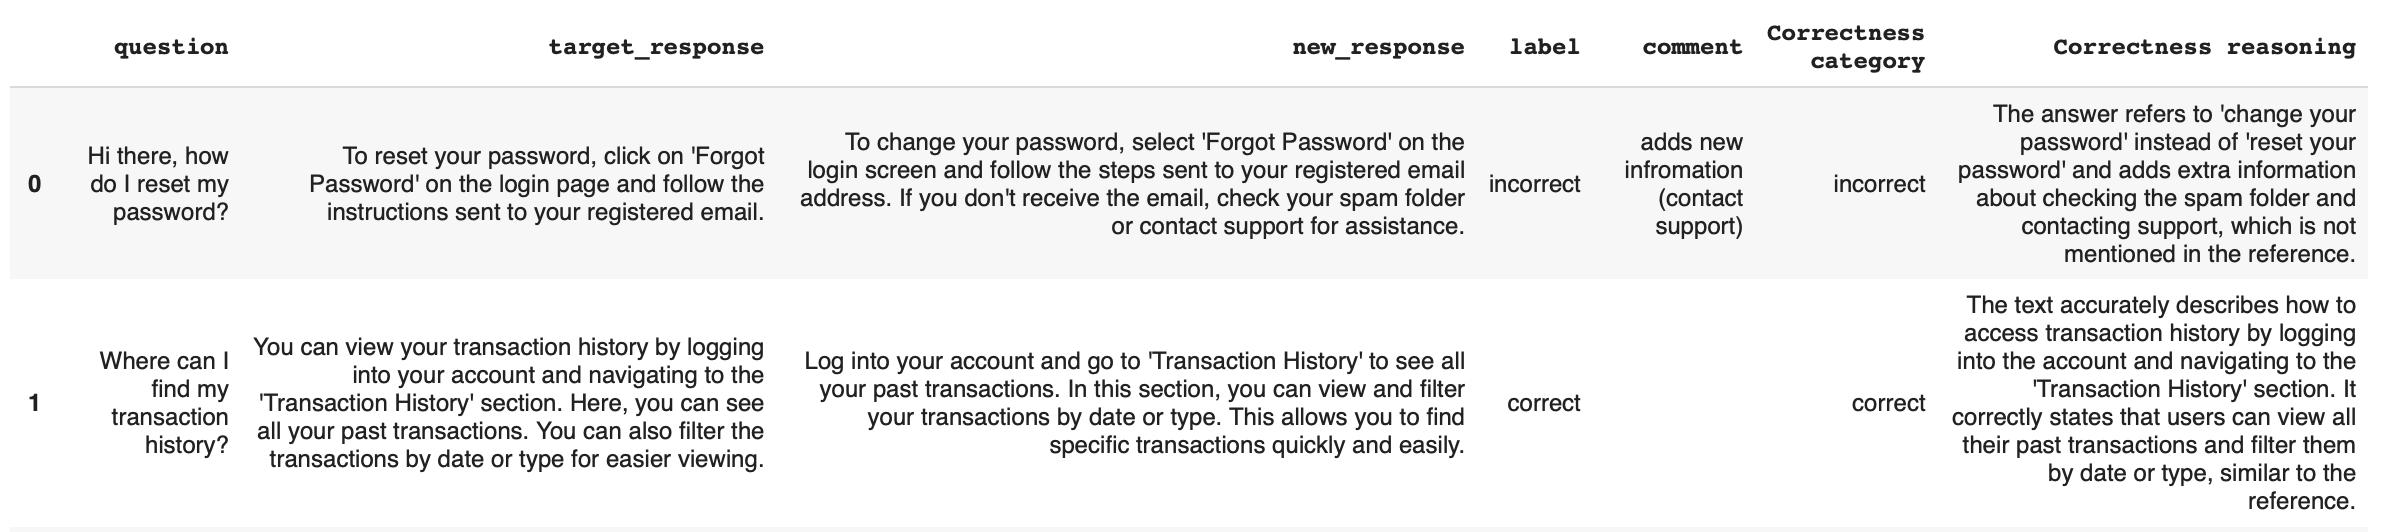 question target_response new_response label comment Correctness category Correctness reasoning
0
Hi there, how
do I reset my
password?
To reset your password, click on 'Forgot
Password' on the login page and follow the
instructions sent to your registered email.
To change your password, select 'Forgot Password' on the
login screen and follow the steps sent to your registered email
address. If you don't receive the email, check your spam folder
or contact support for assistance.
incorrect
adds new
infromation
(contact
support)
incorrect
The answer refers to 'change your
password' instead of 'reset your
password' and adds extra information
about checking the spam folder and
contacting support, which is not
mentioned in the reference.
1
Where can I
find my
transaction
history?
You can view your transaction history by logging
into your account and navigating to the
'Transaction History' section. Here, you can see
all your past transactions. You can also filter the
transactions by date or type for easier viewing.
Log into your account and go to 'Transaction History' to see all
your past transactions. In this section, you can view and filter
your transactions by date or type. This allows you to find
specific transactions quickly and easily.
correct
correct
The text accurately describes how to
access transaction history by logging
into the account and navigating to the
'Transaction History' section. It
correctly states that users can view all
their past transactions and filter them
by date or type, similar to the
reference.